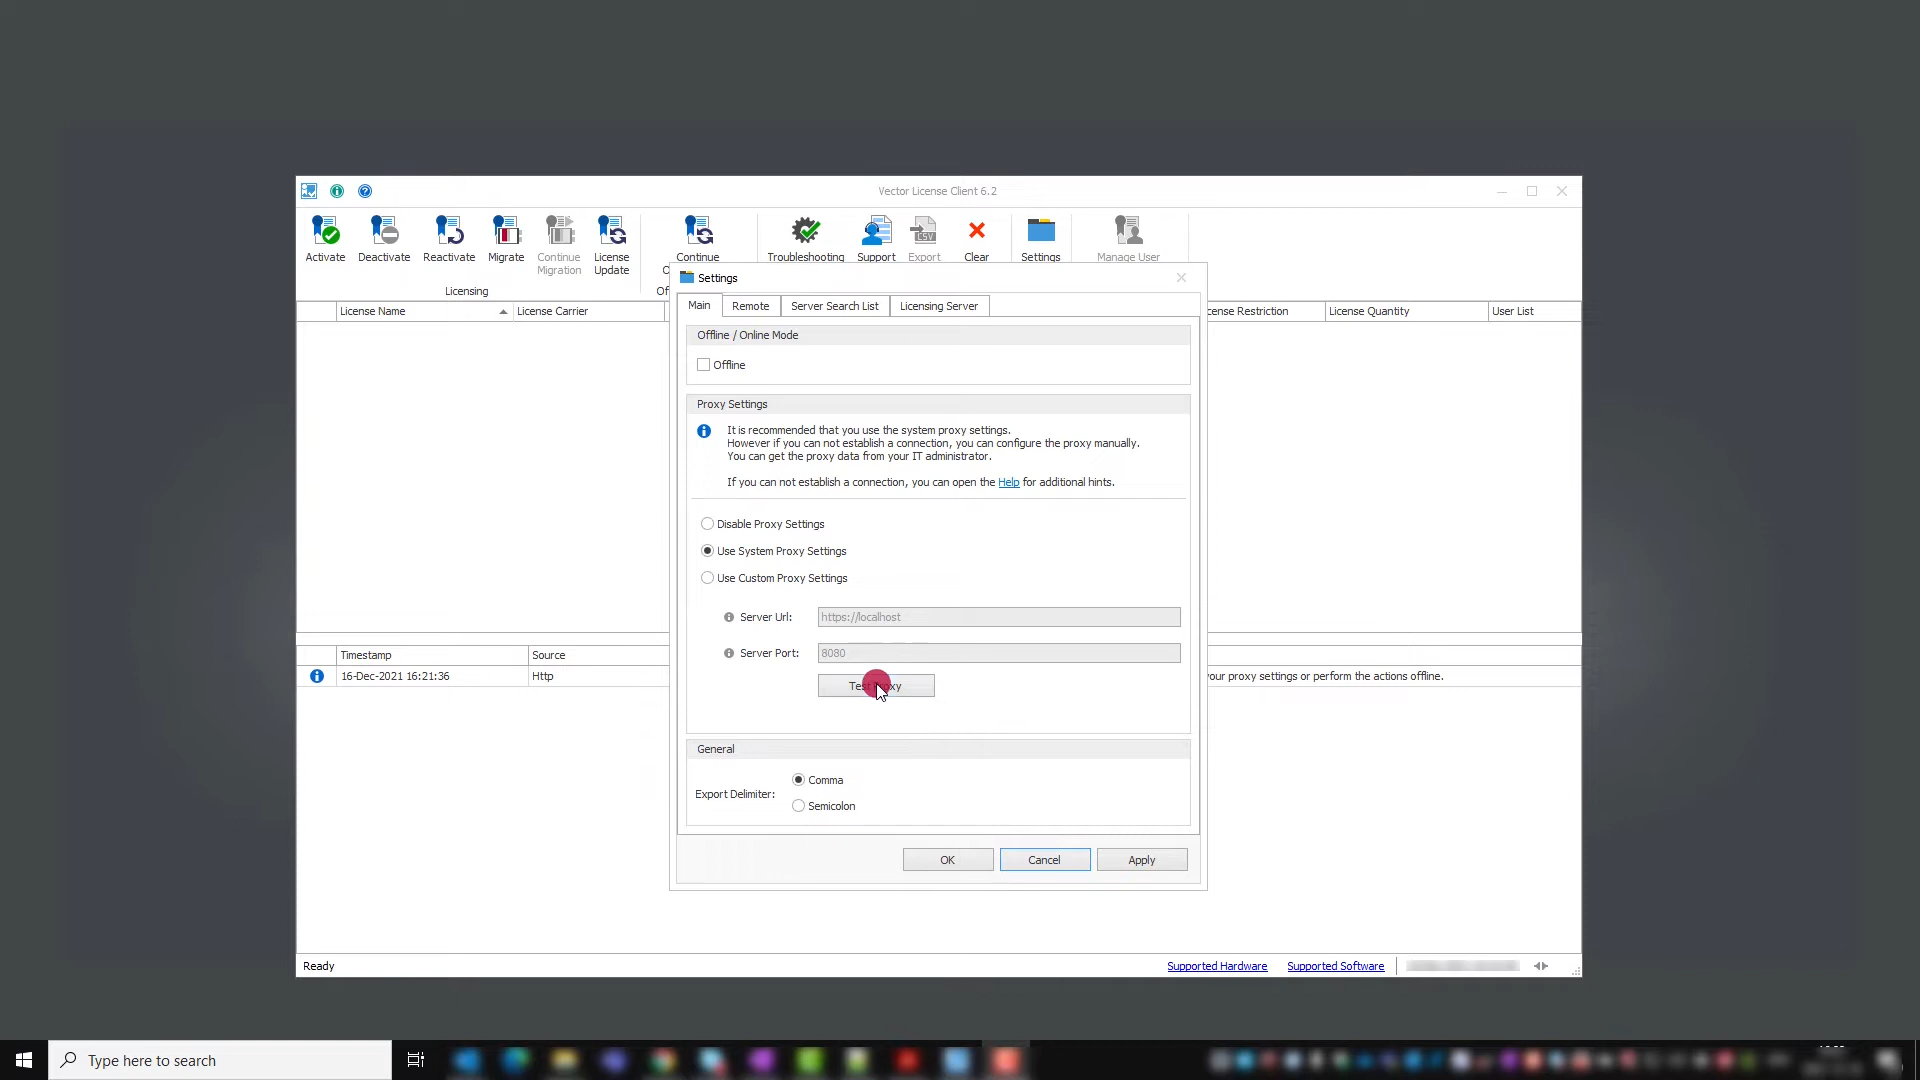 Vector License Client 6.2
Activate
Deactivate
Reactivate
Migrate
Continue
Migration
License
Update
Continue
Troubleshooting
Support
Export
Clear
Settings
Manage User
Licensing
License Name
License Carrier
License Quantity
User List
Settings
Main
Remote
Server Search List
Licensing Server
Offline / Online Mode
Offline
Proxy Settings
It is recommended that you use the system proxy settings.
However if you can not establish a connection, you can configure the proxy manually.
You can get the proxy data from your IT administrator.
If you can not establish a connection, you can open the Help for additional hints.
Disable Proxy Settings
Use System Proxy Settings
Use Custom Proxy Settings
Server Url:
https://localhost
Server Port:
8080
Test Proxy
General
Export Delimiter:
Comma
Semicolon
OK
Cancel
Apply
Timestamp
Source
16-Dec-2021 16:21:36
Http
your proxy settings or perform the actions offline.
Ready
Supported Hardware
Supported Software
Type here to search